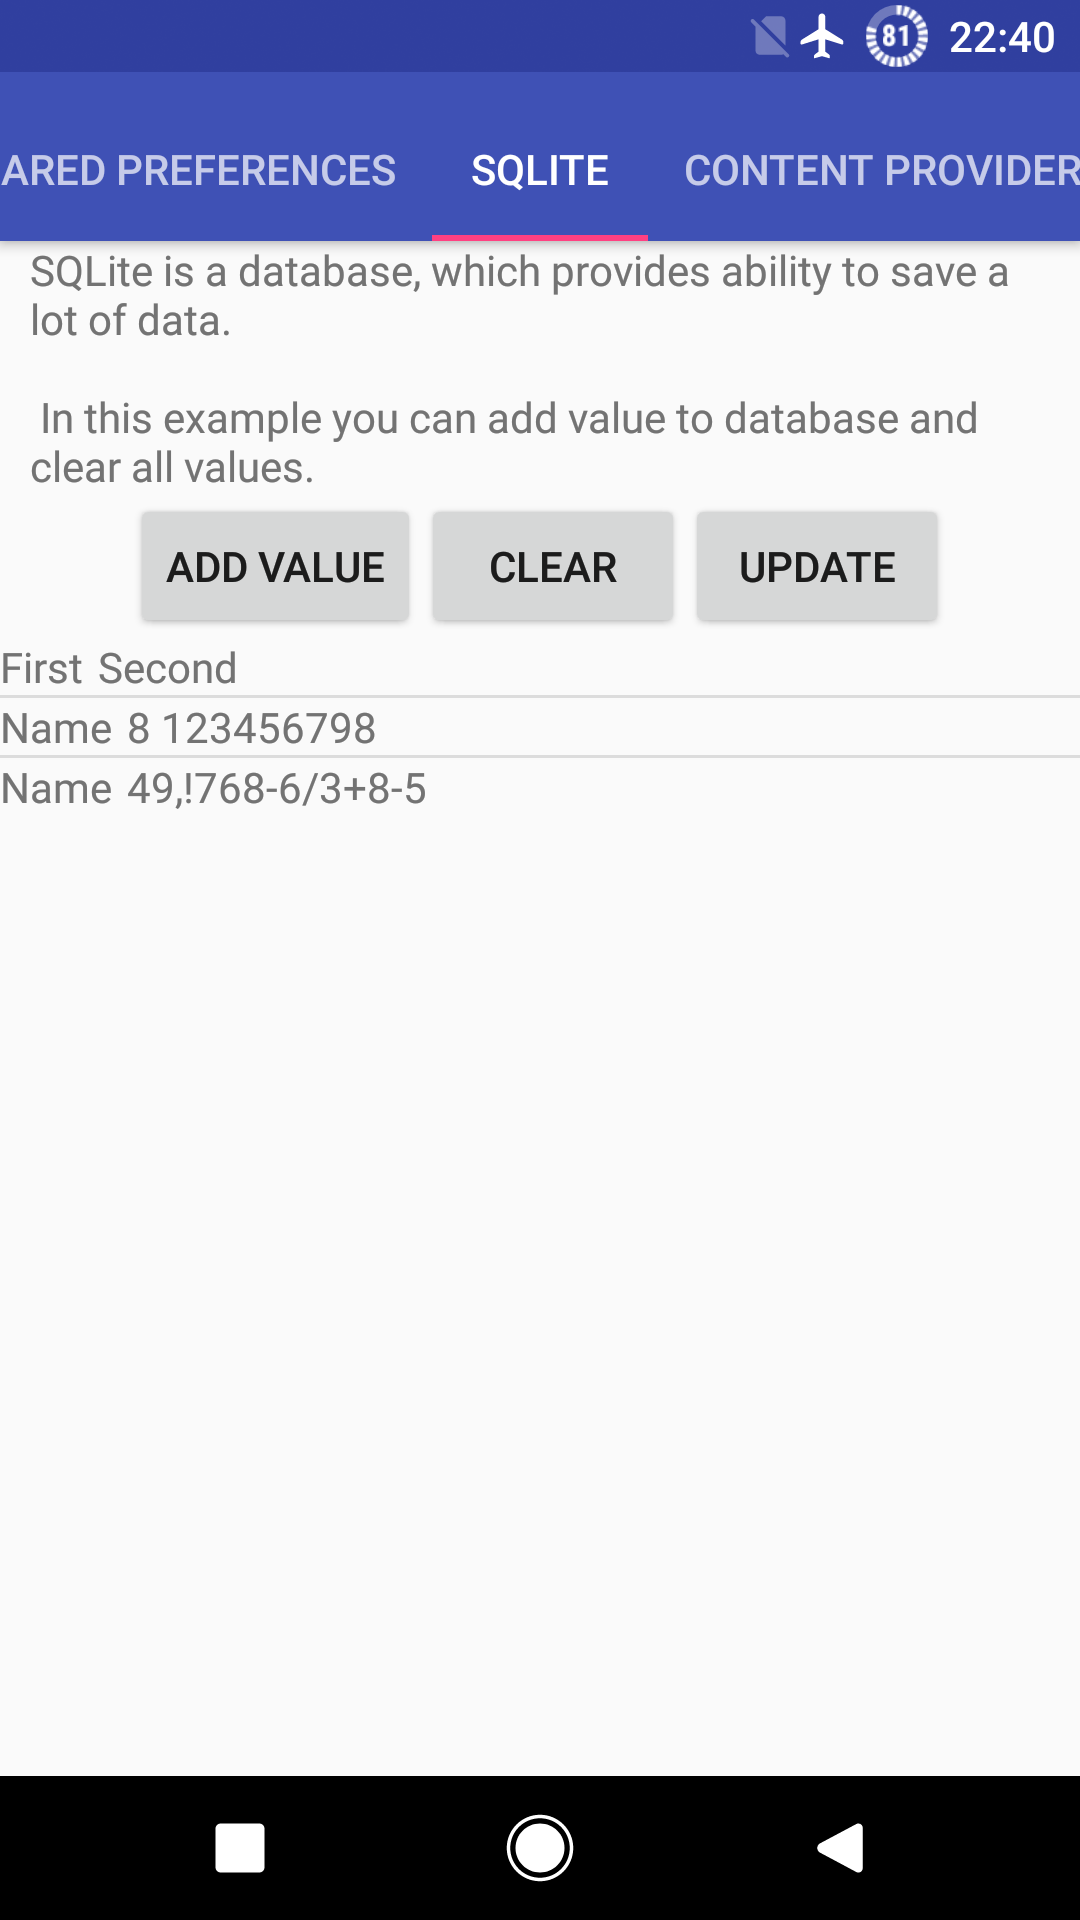 81 22:40
ARED PREFERENCES SQLITE CONTENT PROVIDER
SQLite is a database, which provides ability to save a
lot of data.
In this example you can add value to database and
clear all values.
ADD VALUE CLEAR UPDATE
First Second
Name 8 123456798
Name 49,!768-6/3+8-5